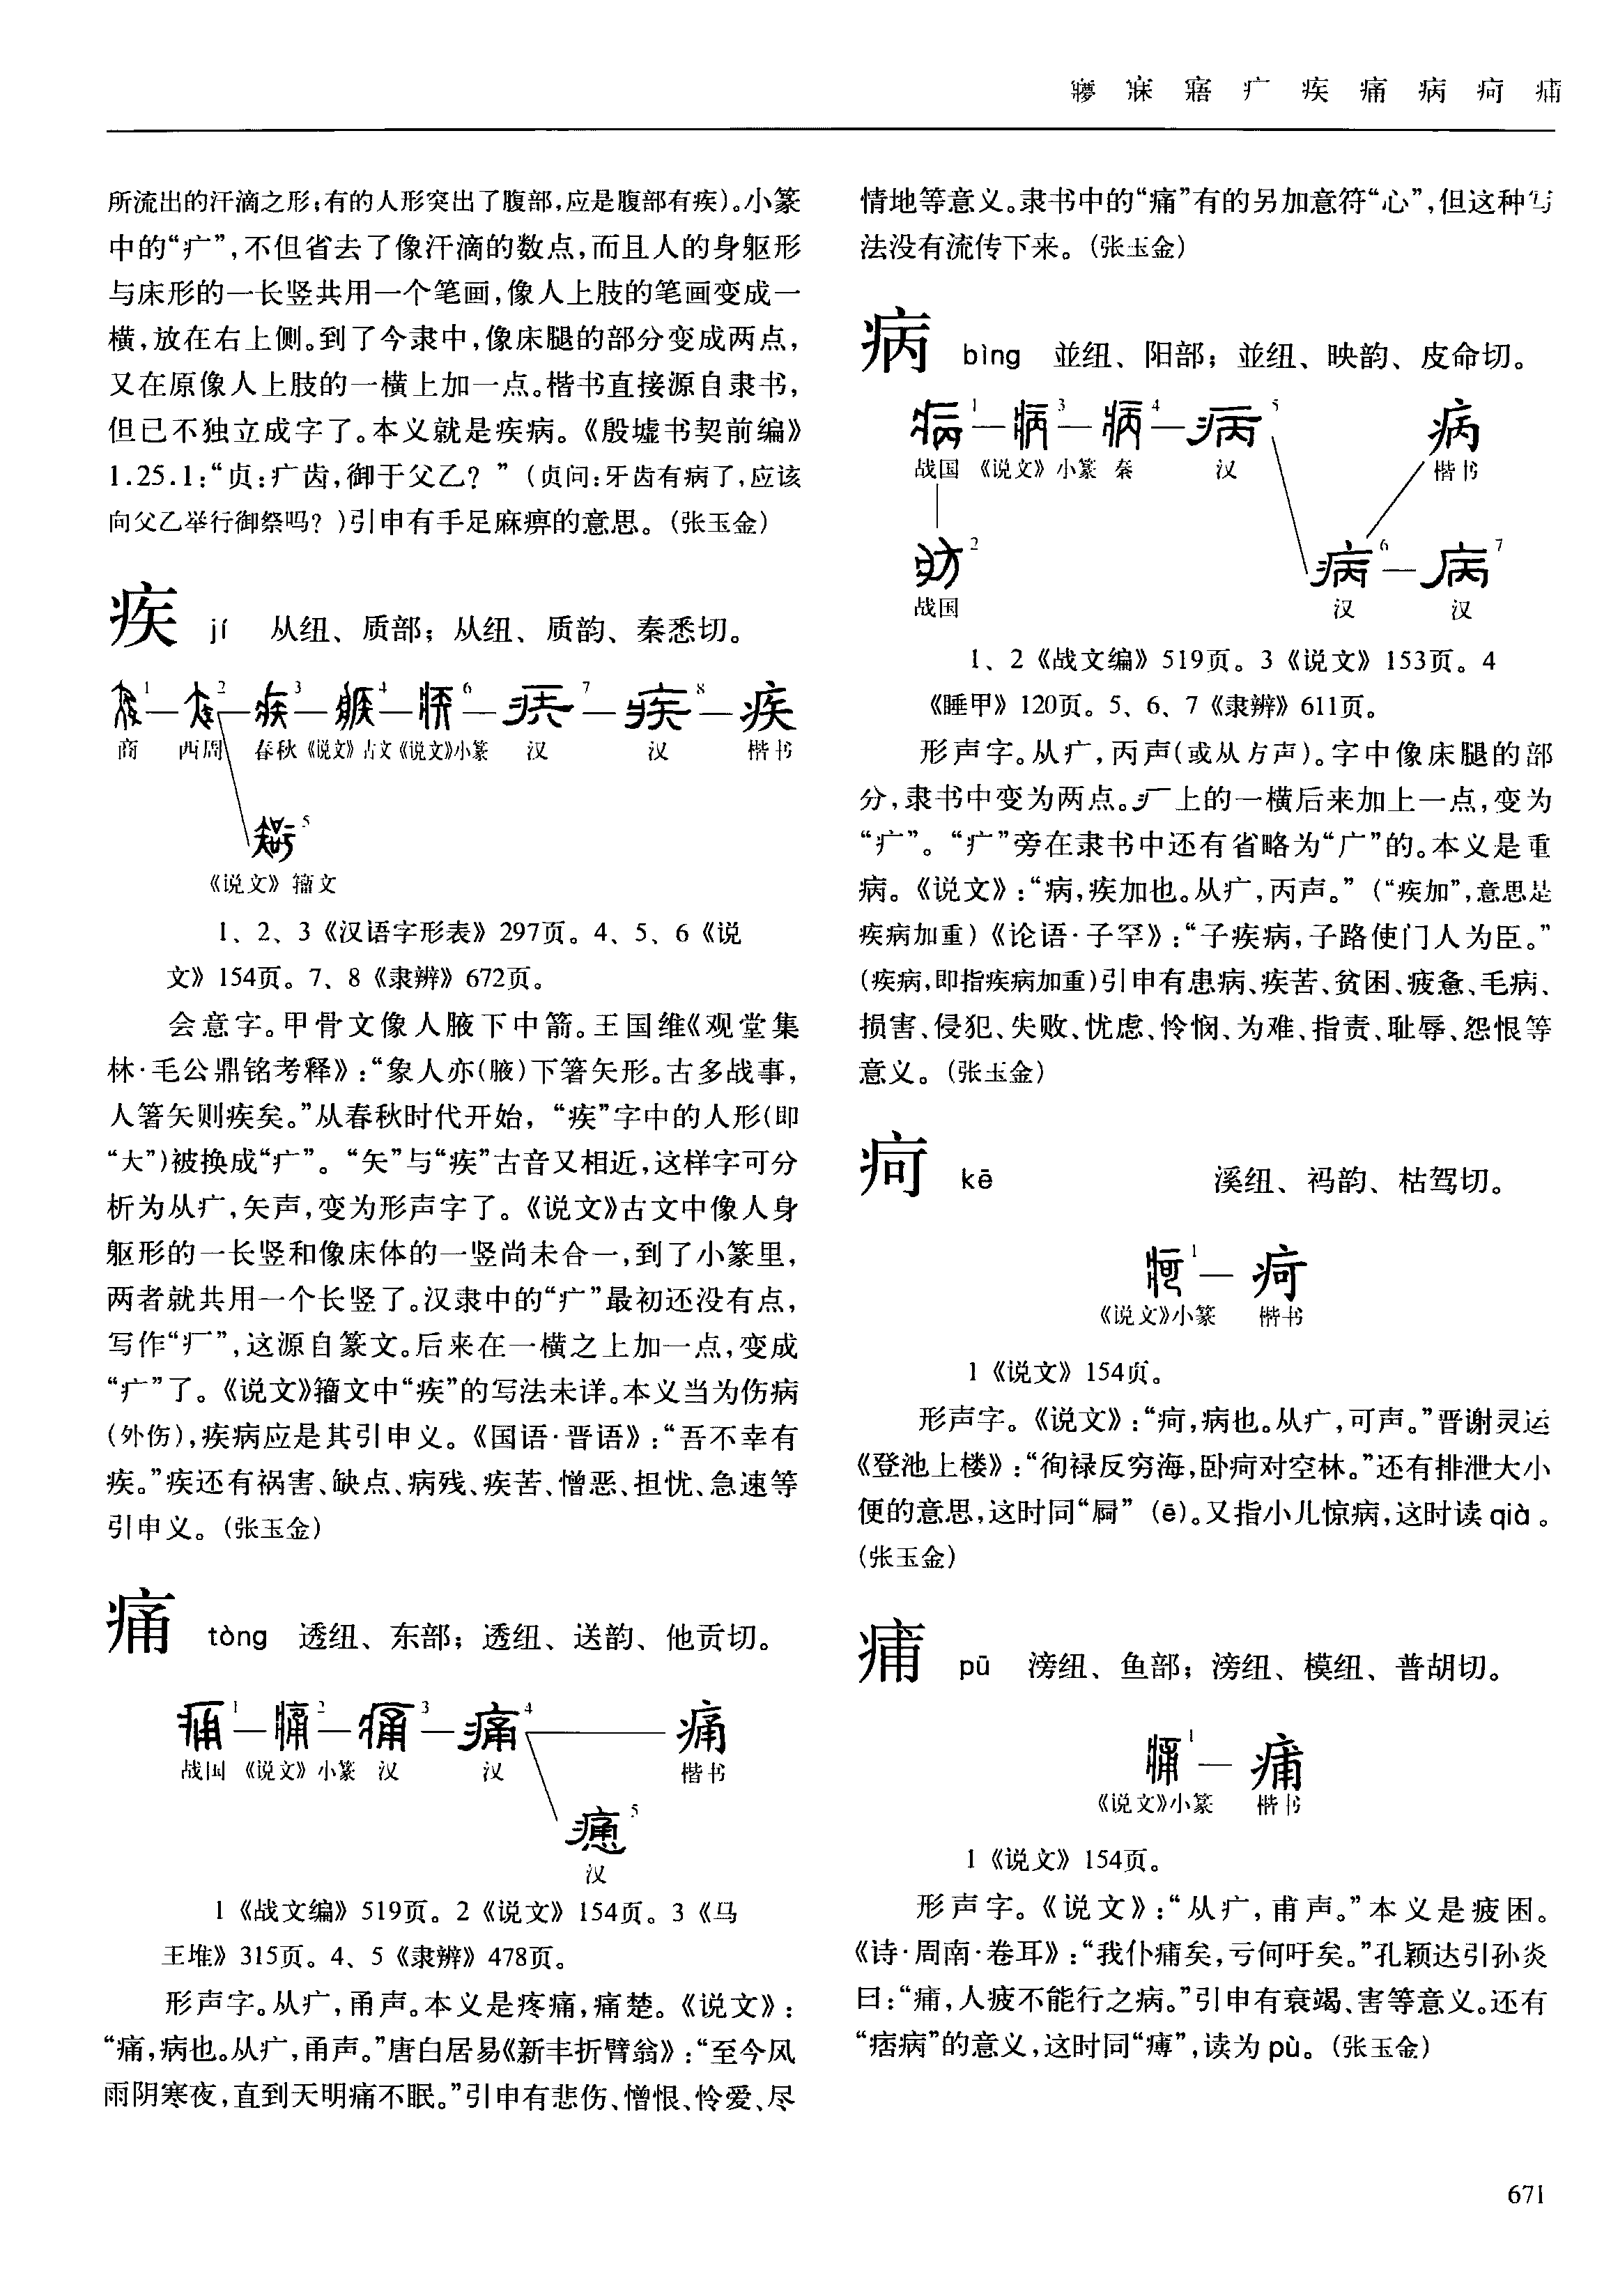 寢 寐 寤 疒 疾 痛 病 疴 痡
所流出的汗滴之形；有的人形突出了腹部，应是腹部有疾）。小篆
中的“疒”，不但省去了像汗滴的数点，而且人的身躯形
与床形的一长竖共用一个笔画，像人上肢的笔画变成一
横，放在右上侧。到了今隶中，像床腿的部分变成两点，
又在原像人上肢的一横上加一点。楷书直接源自隶书，
但已不独立成字了。本义就是疾病。《殷墟书契前编》
1.25.1：“贞：疒齿，御于父乙？”（贞问：牙齿有病了，应该
向父乙举行御祭吗？）引申有手足麻痹的意思。（张玉金）
疾 jí 从纽、质部；从纽、质韵、秦悉切。
1 — 2 — 3 — 4 — 6 — 7 — 8 — 疾
商 西周 春秋 《说文》古文 《说文》小篆 汉 汉 楷书
5
《说文》籀文
1、2、3《汉语字形表》297页。4、5、6《说
文》154页。7、8《隶辨》672页。
会意字。甲骨文像人腋下中箭。王国维《观堂集
林·毛公鼎铭考释》：“象人亦（腋）下箸矢形。古多战事，
人箸矢则疾矣。”从春秋时代开始，“疾”字中的人形（即
“大”）被换成“疒”。“矢”与“疾”古音又相近，这样字可分
析为从疒，矢声，变为形声字了。《说文》古文中像人身
躯形的一长竖和像床体的一竖尚未合一，到了小篆里，
两者就共用一个长竖了。汉隶中的“疒”最初还没有点，
写作“爿”，这源自篆文。后来在一横之上加一点，变成
“疒”了。《说文》籀文中“疾”的写法未详。本义当为伤病
（外伤），疾病应是其引申义。《国语·晋语》：“吾不幸有
疾。”疾还有祸害、缺点、病残、疾苦、憎恶、担忧、急速等
引申义。（张玉金）
痛 tòng 透纽、东部；透纽、送韵、他贡切。
1 — 2 — 3 — 痛4 — 痛
战国 《说文》小篆 汉 汉 楷书
5
汉
1《战文编》519页。2《说文》154页。3《马
王堆》315页。4、5《隶辨》478页。
形声字。从疒，甬声。本义是疼痛，痛楚。《说文》：
“痛，病也。从疒，甬声。”唐白居易《新丰折臂翁》：“至今风
雨阴寒夜，直到天明痛不眠。”引申有悲伤、憎恨、怜爱、尽
情地等意义。隶书中的“痛”有的另加意符“心”，但这种写
法没有流传下来。（张玉金）
病 bìng 並纽、阳部；並纽、映韵、皮命切。
1 — 3 — 4 — 5 病
战国 《说文》小篆 秦 汉 楷书
2 病6 — 7
战国 汉 汉
1、2《战文编》519页。3《说文》153页。4
《睡甲》120页。5、6、7《隶辨》611页。
形声字。从疒，丙声（或从方声）。字中像床腿的部
分，隶书中变为两点。上的一横后来加上一点，变为
“疒”。“疒”旁在隶书中还有省略为“广”的。本义是重
病。《说文》：“病，疾加也。从疒，丙声。”（“疾加”，意思是
疾病加重）《论语·子罕》：“子疾病，子路使门人为臣。”
（疾病，即指疾病加重）引申有患病、疾苦、贫困、疲惫、毛病、
损害、侵犯、失败、忧虑、怜悯、为难、指责、耻辱、怨恨等
意义。（张玉金）
疴 kē 溪纽、祃韵、枯驾切。
1 — 疴
《说文》小篆 楷书
1《说文》154页。
形声字。《说文》：“疴，病也。从疒，可声。”晋谢灵运
《登池上楼》：“徇禄反穷海，卧疴对空林。”还有排泄大小
便的意思，这时同“屙”（ē）。又指小儿惊病，这时读 qià 。
（张玉金）
痡 pū 滂纽、鱼部；滂纽、模纽、普胡切。
1 — 痡
《说文》小篆 楷书
1《说文》154页。
形声字。《说文》：“从疒，甫声。”本义是疲困。
《诗·周南·卷耳》：“我仆痡矣，亏何吁矣。”孔颖达引孙炎
曰：“痡，人疲不能行之病。”引申有衰竭、害等意义。还有
“痞病”的意义，这时同“㾈”，读为 pù。（张玉金）
671